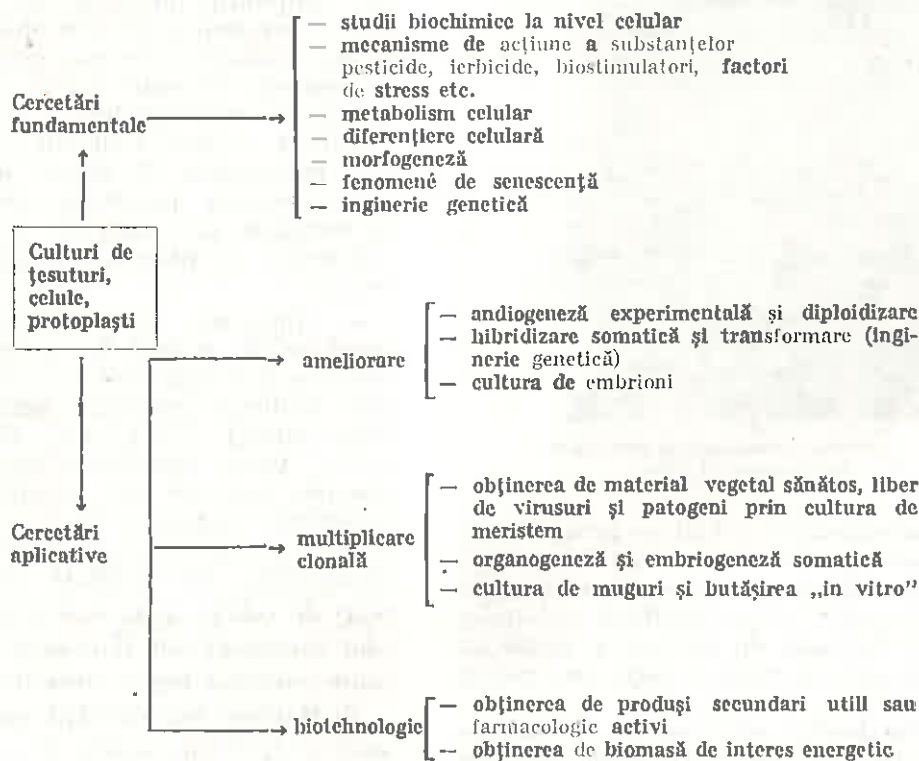 — studii biochimice la nivel celular
— mecanisme de acțiune a substanțelor
pesticide, ierbicide, biostimulatori, factori
de stress etc.
— metabolism celular
— diferențiere celulară
— morfogeneză
— fenomene de senescență
— inginerie genetică
Cercetări
fundamentale
Culturi de
țesuturi,
celule,
protoplaști
ameliorare
— andiogeneză experimentală și diploidizare
— hibridizare somatică și transformare (ingi-
nerie genetică)
— cultura de embrioni
Cercetări
aplicative
multiplicare
clonală
— obținerea de material vegetal sănătos, liber
de virusuri și patogeni prin cultura de
meristem
— organogeneză și embriogeneză somatică
— cultura de muguri și butășirea „in vitro”
biotehnologic
— obținerea de produși secundari utili sau
farmacologic activi
— obținerea de biomasă de interes energetic